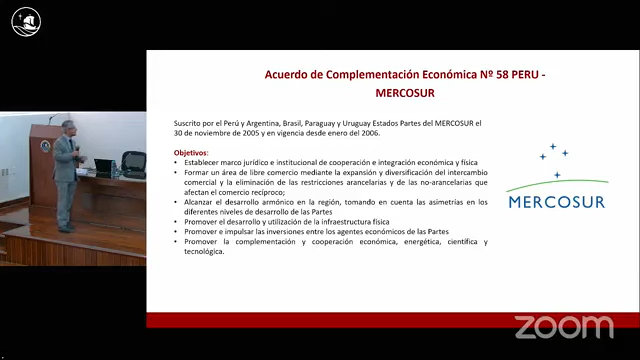 Acuerdo de Complementación Económica Nº 58 PERU -
MERCOSUR
Suscrito por el Perú y Argentina, Brasil, Paraguay y Uruguay Estados Partes del MERCOSUR el
30 de noviembre de 2005 y en vigencia desde enero del 2006.
Objetivos:
• Establecer marco jurídico e institucional de cooperación e integración económica y física
• Formar un área de libre comercio mediante la expansión y diversificación del intercambio
comercial y la eliminación de las restricciones arancelarias y de las no-arancelarias que
afectan el comercio recíproco;
• Alcanzar el desarrollo armónico en la región, tomando en cuenta las asimetrías en los
diferentes niveles de desarrollo de las Partes
• Promover el desarrollo y utilización de la infraestructura física
• Promover e impulsar las inversiones entre los agentes económicos de las Partes
• Promover la complementación y cooperación económica, energética, científica y
tecnológica.
MERCOSUR
zoom